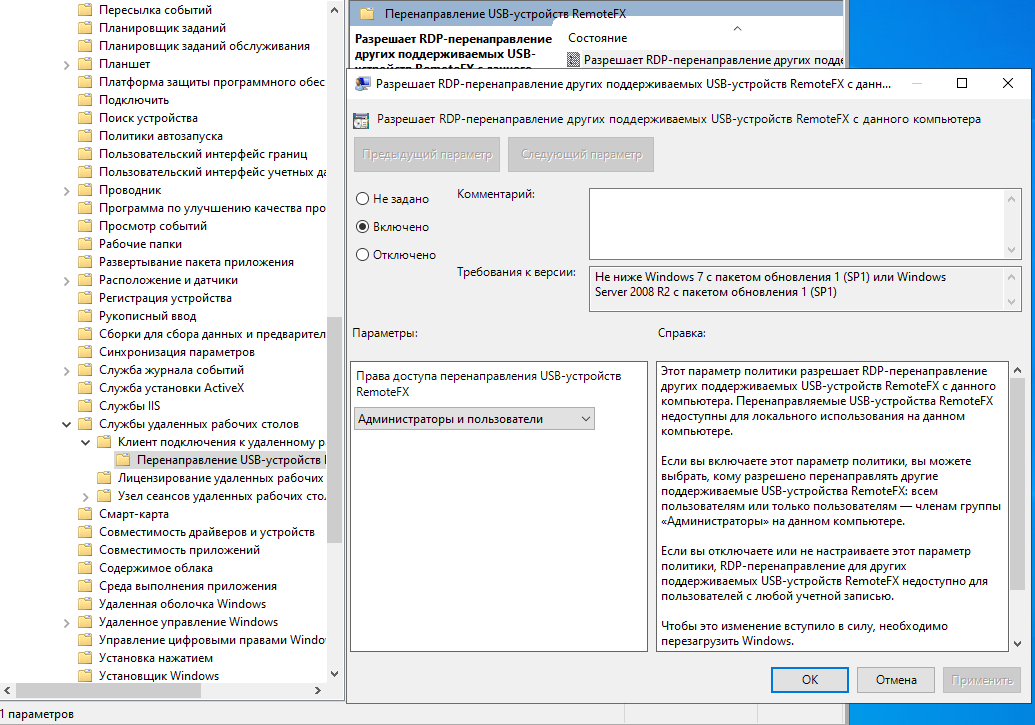 Пересылка событий
Планировщик заданий
Планировщик заданий обслуживания
Планшет
Платформа защиты программного обес
Подключить
Поиск устройства
Политики автозапуска
Пользовательский интерфейс границ
Пользовательский интерфейс учетных да
Проводник
Программа по улучшению качества про
Просмотр событий
Рабочие папки
Развертывание пакета приложения
Расположение и датчики
Регистрация устройства
Рукописный ввод
Сборки для сбора данных и предварител
Синхронизация параметров
Служба журнала событий
Служба установки ActiveX
Службы IIS
Службы удаленных рабочих столов
Клиент подключения к удаленному р
Перенаправление USB-устройств
Лицензирование удаленных рабочих
Узел сеансов удаленных рабочих сто
Смарт-карта
Совместимость драйверов и устройств
Совместимость приложений
Содержимое облака
Среда выполнения приложения
Удаленная оболочка Windows
Удаленное управление Windows
Управление цифровыми правами Windo
Установка нажатием
Установщик Windows
1 параметров
Перенаправление USB-устройств RemoteFX
Разрешает RDP-перенаправление
других поддерживаемых USB-
устройств RemoteFX с данного
Состояние
Разрешает RDP-перенаправление других подде
Разрешает RDP-перенаправление других поддерживаемых USB-устройств RemoteFX с данн...
Разрешает RDP-перенаправление других поддерживаемых USB-устройств RemoteFX с данного компьютера
Предыдущий параметр
Следующий параметр
Не задано
Включено
Отключено
Комментарий:
Требования к версии:
Не ниже Windows 7 с пакетом обновления 1 (SP1) или Windows
Server 2008 R2 с пакетом обновления 1 (SP1)
Параметры:
Права доступа перенаправления USB-устройств
RemoteFX
Администраторы и пользователи
Справка:
Этот параметр политики разрешает RDP-перенаправление
других поддерживаемых USB-устройств RemoteFX с данного
компьютера. Перенаправляемые USB-устройства RemoteFX
недоступны для локального использования на данном
компьютере.
Если вы включаете этот параметр политики, вы можете
выбрать, кому разрешено перенаправлять другие
поддерживаемые USB-устройства RemoteFX: всем
пользователям или только пользователям — членам группы
«Администраторы» на данном компьютере.
Если вы отключаете или не настраиваете этот параметр
политики, RDP-перенаправление для других
поддерживаемых USB-устройств RemoteFX недоступно для
пользователей с любой учетной записью.
Чтобы это изменение вступило в силу, необходимо
перезагрузить Windows.
OK
Отмена
Применить